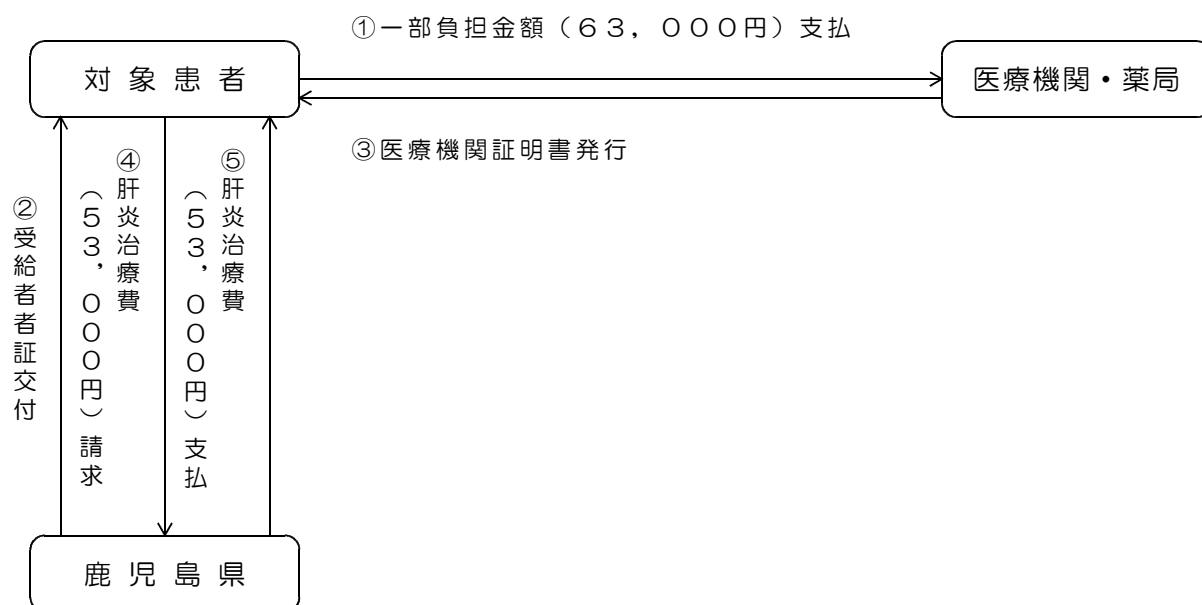 ①一部負担金額（６３，０００円）支払
対象患者
医療機関・薬局
③医療機関証明書発行
②受給者者証交付
④肝炎治療費
（５３，０００円）請求
⑤肝炎治療費
（５３，０００円）支払
鹿児島県